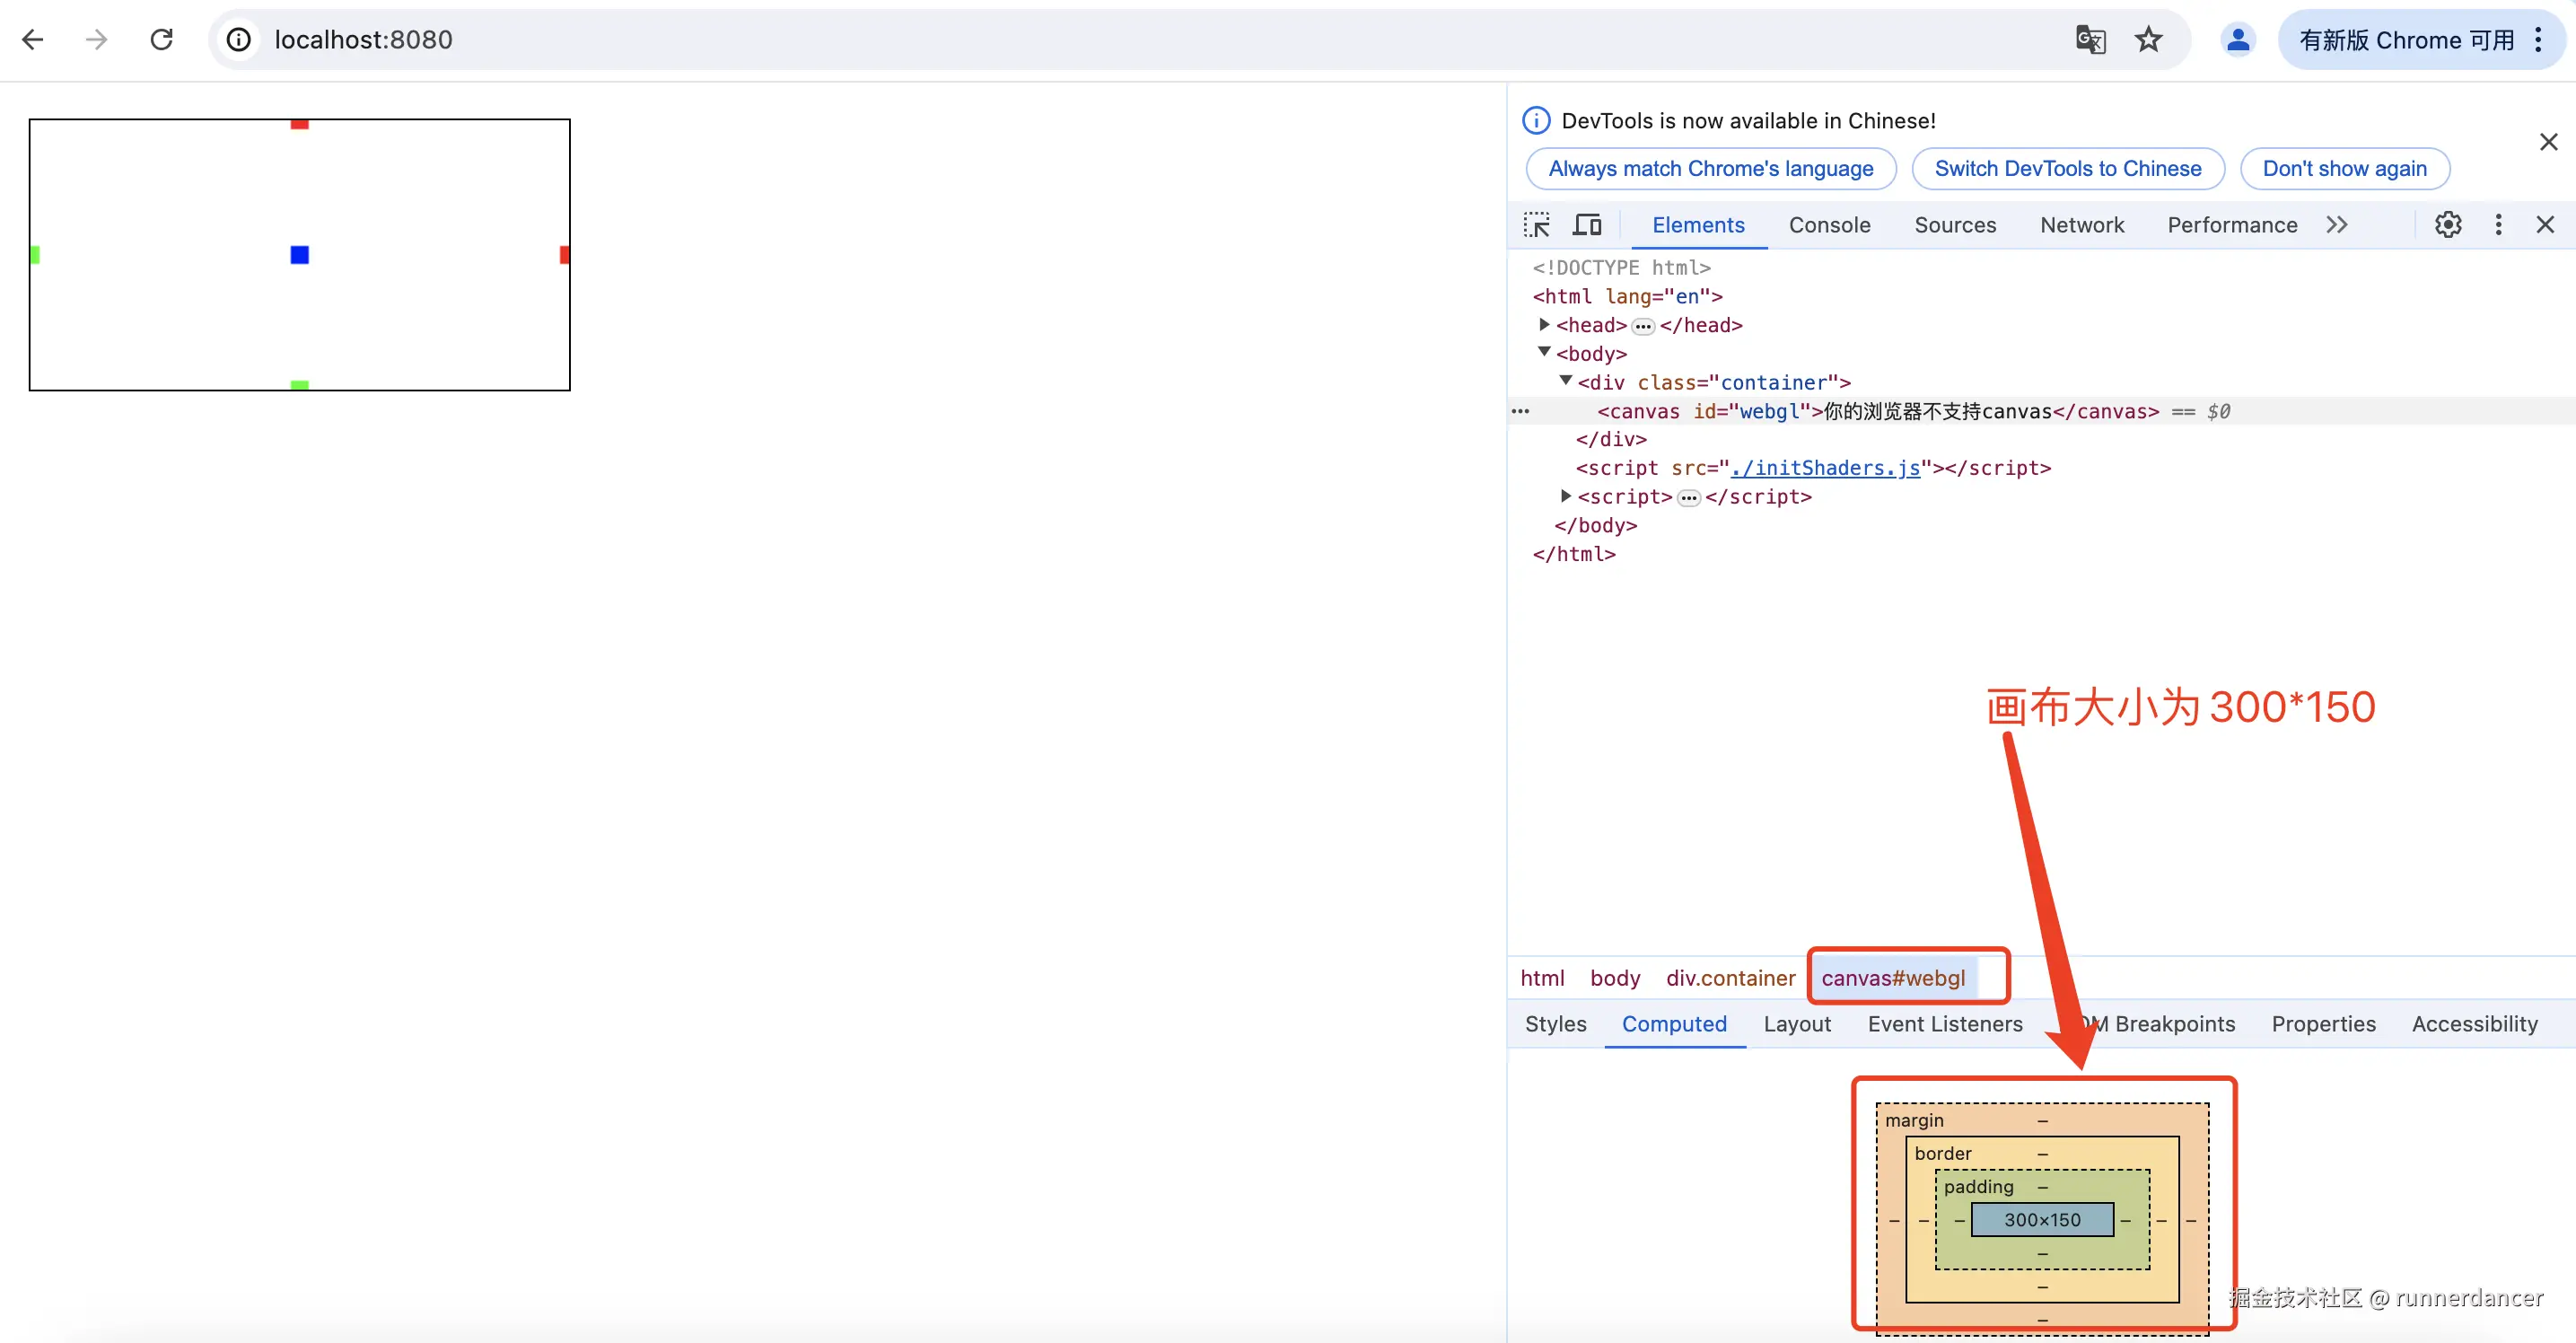 localhost:8080
有新版 Chrome 可用
DevTools is now available in Chinese!
Always match Chrome's language
Switch DevTools to Chinese
Don't show again
Elements
Console
Sources
Network
Performance
<!DOCTYPE html>
<html lang="en">
<head>…</head>
<body>
<div class="container">
<canvas id="webgl">你的浏览器不支持canvas</canvas> == $0
</div>
<script src="./initShaders.js"></script>
<script>…</script>
</body>
</html>
画布大小为300*150
html
body
div.container
canvas#webgl
Styles
Computed
Layout
Event Listeners
M Breakpoints
Properties
Accessibility
margin
border
padding
300×150
掘金技术社区 @ runnerdancer